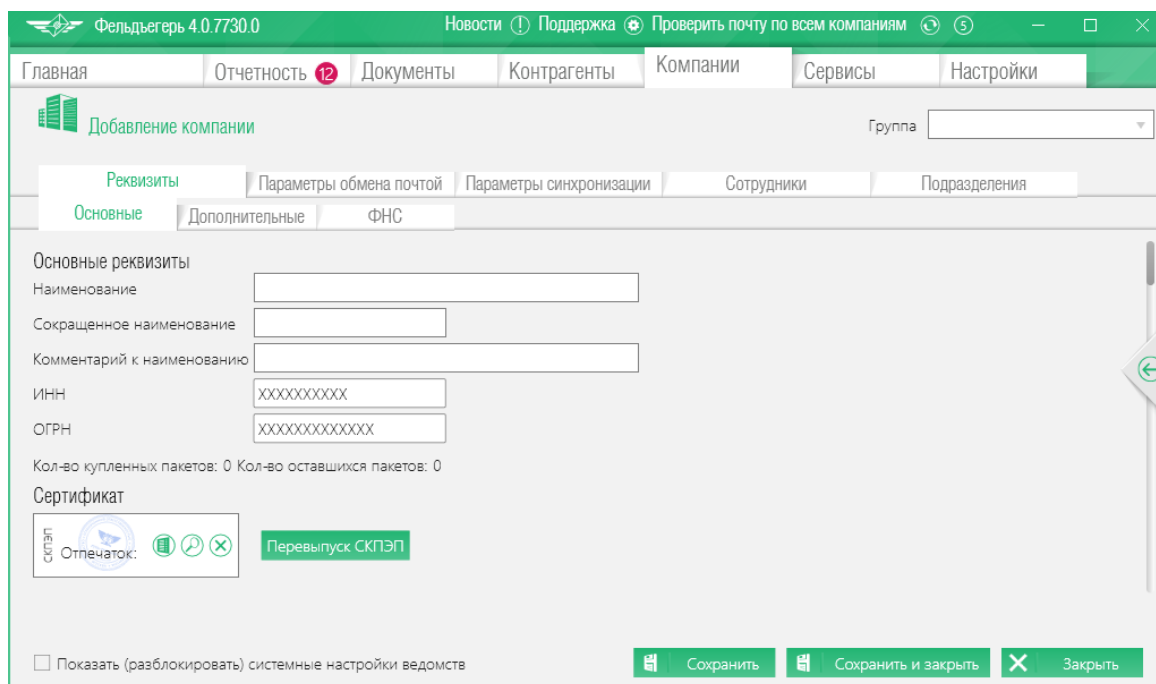 Фельдъегерь 4.0.7730.0 Новости Поддержка Проверить почту по всем компаниям 5
Главная Отчетность 12 Документы Контрагенты Компании Сервисы Настройки
Добавление компании Группа
Реквизиты Параметры обмена почтой Параметры синхронизации Сотрудники Подразделения
Основные Дополнительные ФНС
Основные реквизиты
Наименование
Сокращенное наименование
Комментарий к наименованию
ИНН XXXXXXXXXX
ОГРН XXXXXXXXXXXXX
Кол-во купленных пакетов: 0 Кол-во оставшихся пакетов: 0
Сертификат
СКПЭП Отпечаток: Перевыпуск СКПЭП
Показать (разблокировать) системные настройки ведомств Сохранить Сохранить и закрыть Закрыть